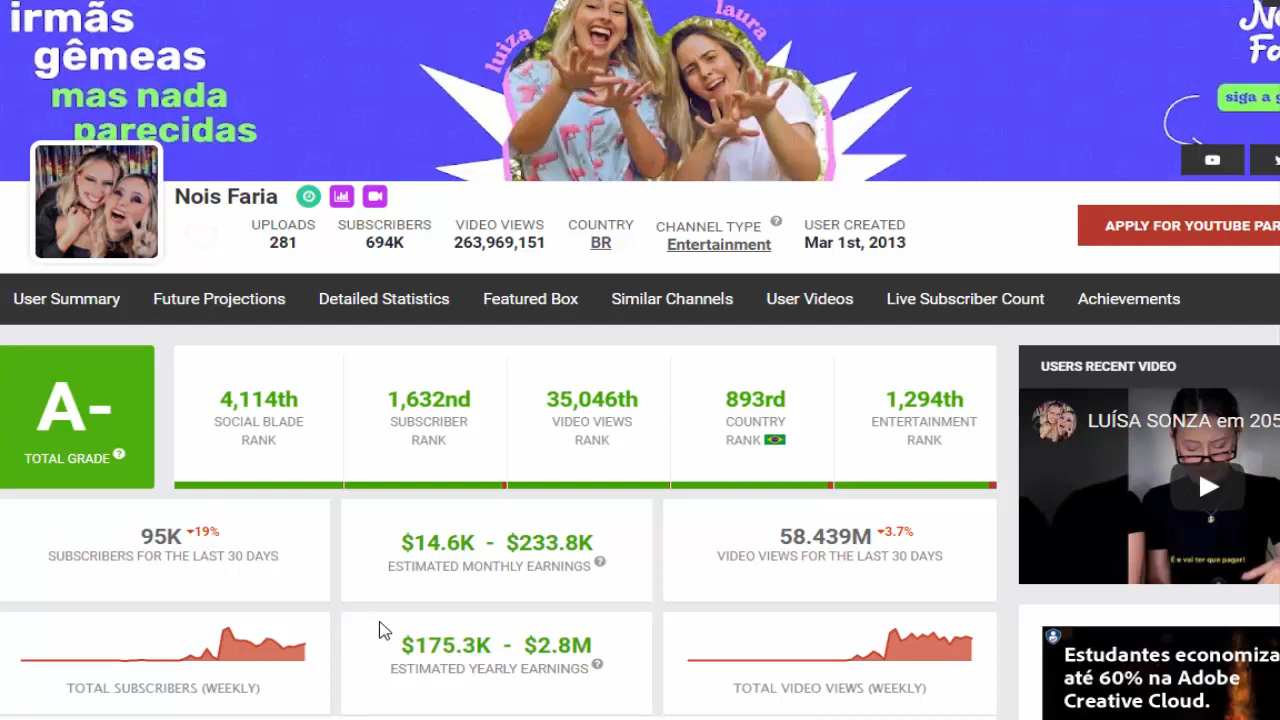 irmãs
gêmeas
mas nada
parecidas
luiza
laura
siga a
Nois Faria
UPLOADS
281
SUBSCRIBERS
694K
VIDEO VIEWS
263,969,151
COUNTRY
BR
CHANNEL TYPE ?
Entertainment
USER CREATED
Mar 1st, 2013
APPLY FOR YOUTUBE PAR
User Summary
Future Projections
Detailed Statistics
Featured Box
Similar Channels
User Videos
Live Subscriber Count
Achievements
A-
TOTAL GRADE ?
4,114th
SOCIAL BLADE
RANK
1,632nd
SUBSCRIBER
RANK
35,046th
VIDEO VIEWS
RANK
893rd
COUNTRY
RANK
1,294th
ENTERTAINMENT
RANK
USERS RECENT VIDEO
LUÍSA SONZA em 205
É e vai ter que pagar!
95K 19%
SUBSCRIBERS FOR THE LAST 30 DAYS
$14.6K - $233.8K
ESTIMATED MONTHLY EARNINGS ?
58.439M 3.7%
VIDEO VIEWS FOR THE LAST 30 DAYS
TOTAL SUBSCRIBERS (WEEKLY)
$175.3K - $2.8M
ESTIMATED YEARLY EARNINGS ?
TOTAL VIDEO VIEWS (WEEKLY)
Estudantes economiza
até 60% na Adobe
Creative Cloud.